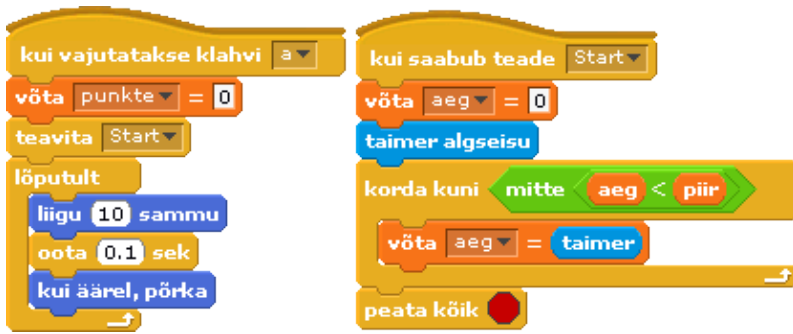 kui vajutatakse klahvi a
võta punkte = 0
teavita Start
lõputult
liigu 10 sammu
oota 0.1 sek
kui äärel, põrka
kui saabub teade Start
võta aeg = 0
taimer algseisu
korda kuni mitte aeg < piir
võta aeg = taimer
peata kõik